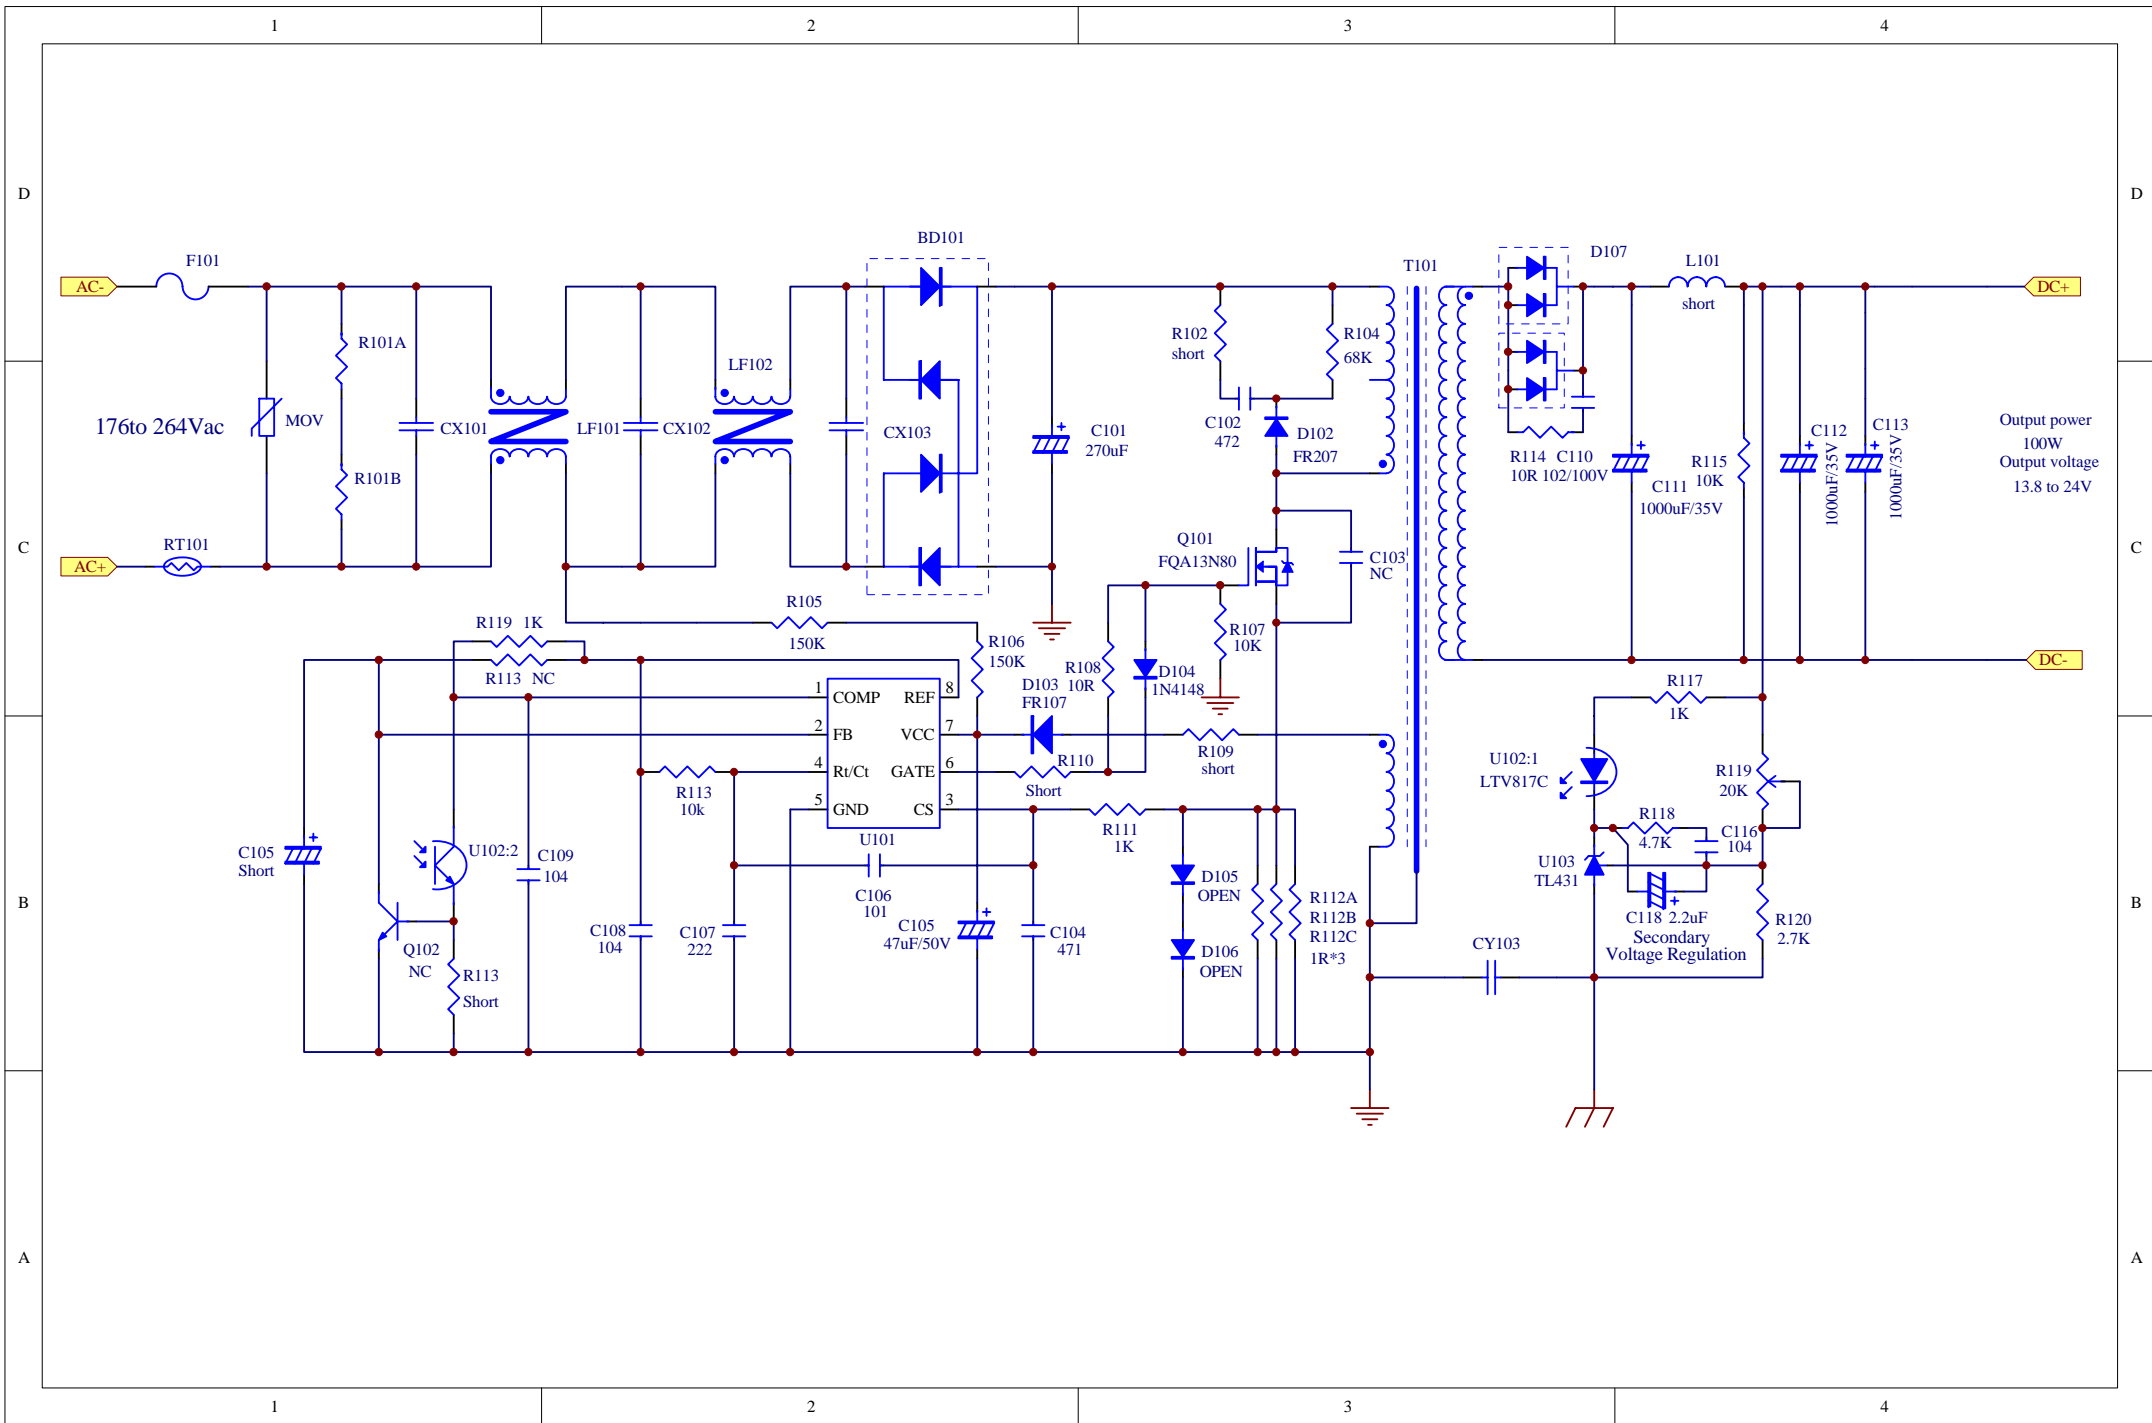 1
2
3
4
D
D
BD101
F101
D107
L101
T101
AC-
DC+
short
R102
short
R104
68K
R101A
LF102
176to 264Vac
MOV
CX101
LF101
CX102
CX103
C101
270uF
C102
472
D102
FR207
R114
10R
C110
102/100V
C111
1000uF/35V
R115
10K
C112
1000uF/35V
C113
1000uF/35V
Output power
100W
Output voltage
13.8 to 24V
R101B
C
C
RT101
AC+
Q101
FQA13N80
C103
NC
R105
150K
R119 1K
R113 NC
R106
150K
R107
10K
R108
10R
D104
1N4148
DC-
D103
FR107
R117
1K
1
COMP
REF
8
2
FB
VCC
7
4
Rt/Ct
GATE
6
5
GND
CS
3
U101
R109
short
R110
Short
U102:1
LTV817C
R119
20K
R113
10k
R111
1K
R118
4.7K
C116
104
C105
Short
U102:2
C109
104
U103
TL431
C106
101
D105
OPEN
B
B
R112A
R112B
R112C
1R*3
C118 2.2uF
Secondary
Voltage Regulation
R120
2.7K
C108
104
C107
222
C105
47uF/50V
C104
471
D106
OPEN
CY103
Q102
NC
R113
Short
A
A
1
2
3
4